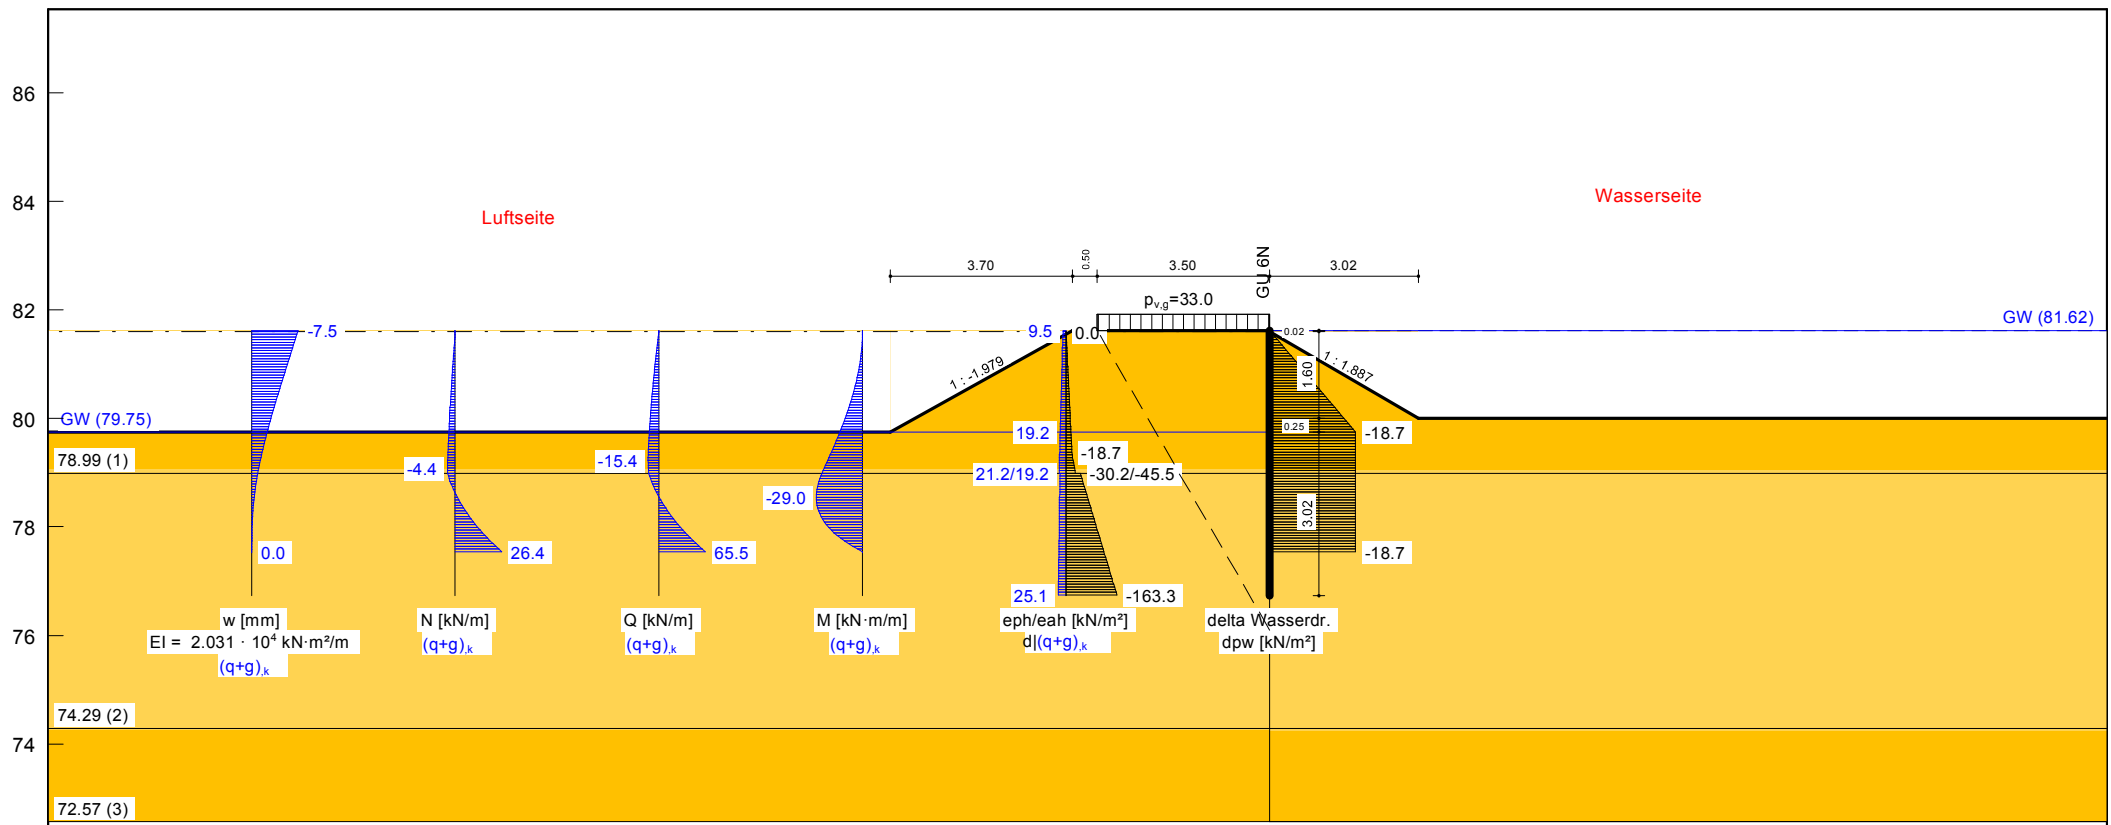 86
84
82
80
78
76
74
Luftseite
Wasserseite
GU 6N
3.70
0.50
3.50
3.02
pv,g=33.0
GW (81.62)
-7.5
9.5
0.0
0.02
1 : -1.979
1 : 1.887
1.60
GW (79.75)
19.2
0.25
-18.7
-18.7
78.99 (1)
-4.4
-15.4
21.2/19.2
-30.2/-45.5
-29.0
3.02
0.0
26.4
65.5
-18.7
25.1
-163.3
w [mm]
EI = 2.031 · 10⁴ kN·m²/m
(q+g),k
N [kN/m]
(q+g),k
Q [kN/m]
(q+g),k
M [kN·m/m]
(q+g),k
eph/eah [kN/m²]
d|(q+g),k
delta Wasserdr.
dpw [kN/m²]
74.29 (2)
72.57 (3)